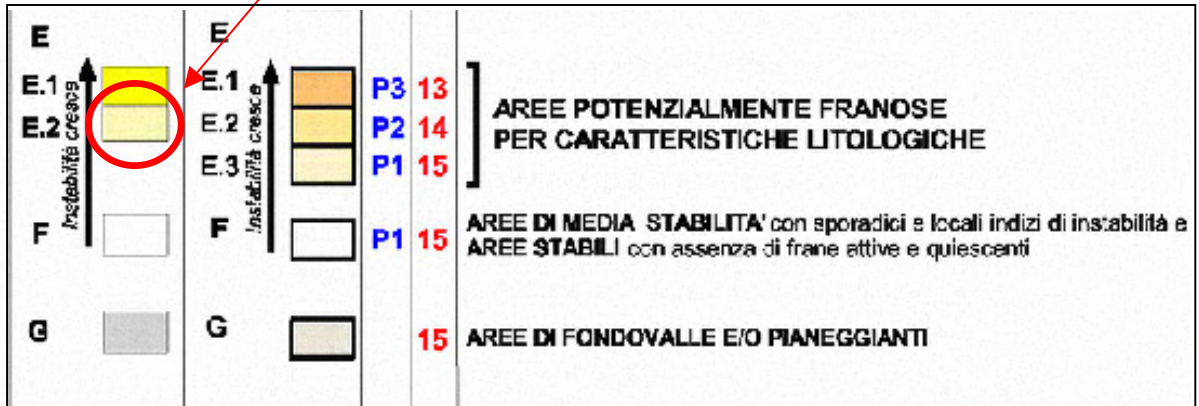 E E
E.1 E.1 P3 13
E.2 E.2 P2 14 AREE POTENZIALMENTE FRANOSE
PER CARATTERISTICHE LITOLOGICHE
E.3 P1 15
Instabilità cresce Instabilità cresce
F F P1 15 AREE DI MEDIA STABILITA' con sporadici e locali indizi di instabilità e
AREE STABILI con assenza di frane attive e quiescenti
G G 15 AREE DI FONDOVALLE E/O PIANEGGIANTI